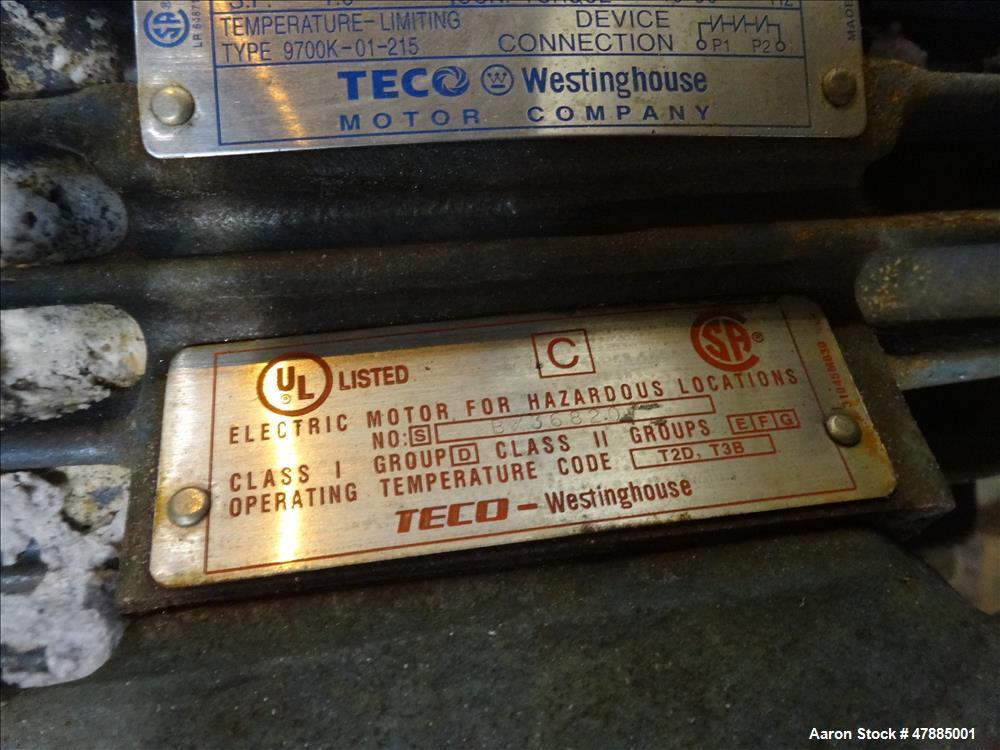 TEMPERATURE-LIMITING DEVICE
TYPE 9700K-01-215 CONNECTION P1 P2
TECO Westinghouse
MOTOR COMPANY
UL LISTED C SA
ELECTRIC MOTOR FOR HAZARDOUS LOCATIONS
NO: S
CLASS I GROUP D CLASS II GROUPS E F G
OPERATING TEMPERATURE CODE T2D, T3B
TECO-Westinghouse
Aaron Stock # 47885001